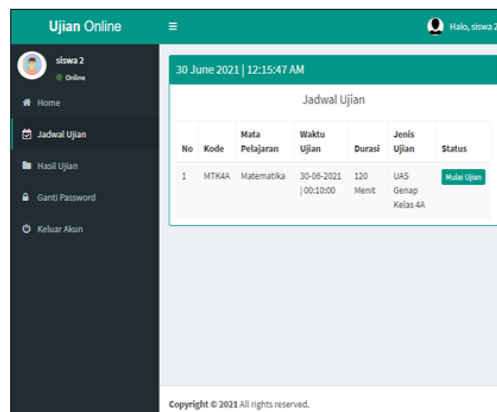 Ujian Online
Halo, siswa 2
siswa 2
Online
Home
Jadwal Ujian
Hasil Ujian
Ganti Password
Keluar Akun
30 June 2021 | 12:15:47 AM
Jadwal Ujian
No Kode Mata Pelajaran Waktu Ujian Durasi Jenis Ujian Status
1 MTK4A Matematika 30-06-2021 | 00:10:00 120 Menit UAS Genap Kelas 4A Mulai Ujian
Copyright © 2021 All rights reserved.